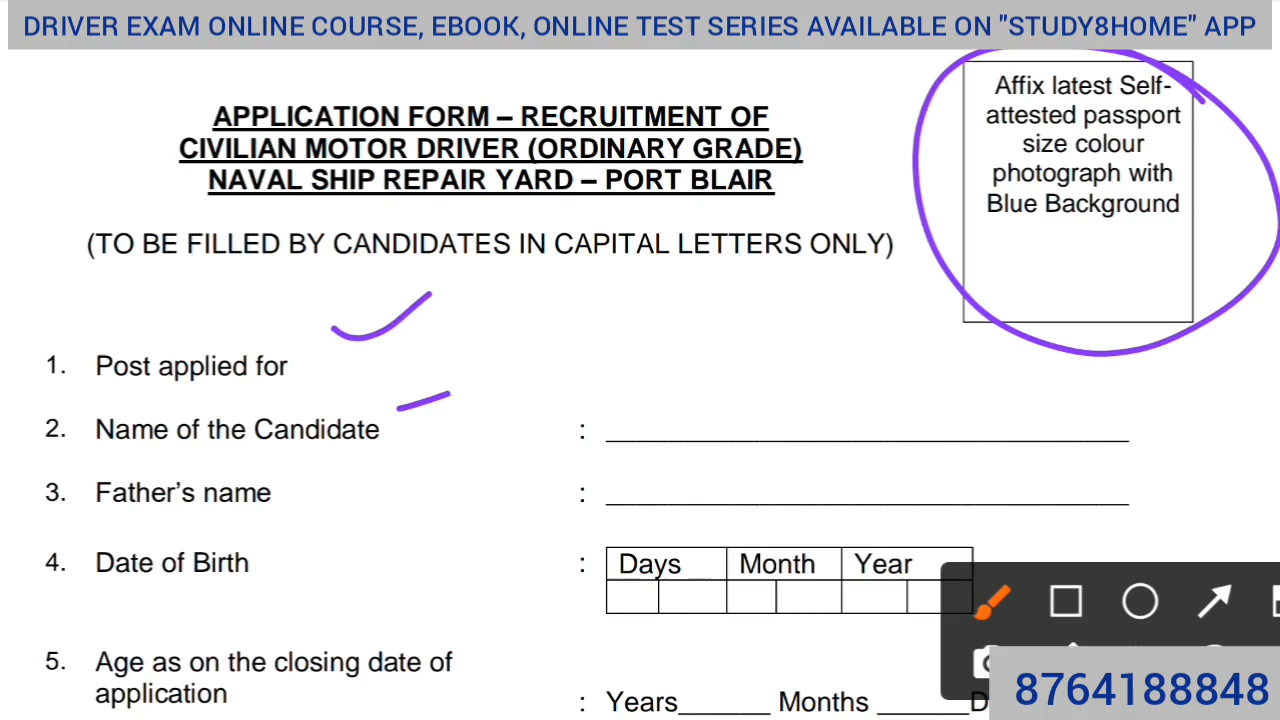 DRIVER EXAM ONLINE COURSE, EBOOK, ONLINE TEST SERIES AVAILABLE ON "STUDY8HOME" APP
APPLICATION FORM – RECRUITMENT OF
CIVILIAN MOTOR DRIVER (ORDINARY GRADE)
NAVAL SHIP REPAIR YARD – PORT BLAIR
Affix latest Self-
attested passport
size colour
photograph with
Blue Background
(TO BE FILLED BY CANDIDATES IN CAPITAL LETTERS ONLY)
1. Post applied for
2. Name of the Candidate :
3. Father's name :
4. Date of Birth : Days Month Year
5. Age as on the closing date of
application : Years______ Months ______D
8764188848